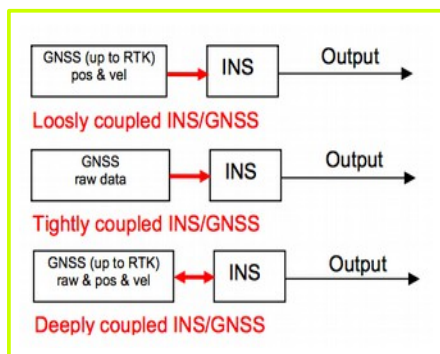 GNSS (up to RTK)
pos & vel
INS
Output
Loosly coupled INS/GNSS
GNSS
raw data
INS
Output
Tightly coupled INS/GNSS
GNSS (up to RTK)
raw & pos & vel
INS
Output
Deeply coupled INS/GNSS